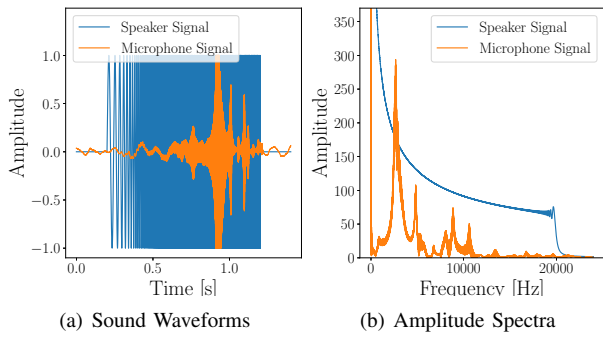 Speaker Signal
Microphone Signal
1.0
0.5
0.0
−0.5
−1.0
Amplitude
0.0 0.5 1.0
Time [s]
(a) Sound Waveforms
Speaker Signal
Microphone Signal
350
300
250
200
150
100
50
0
Amplitude
0 10000 20000
Frequency [Hz]
(b) Amplitude Spectra